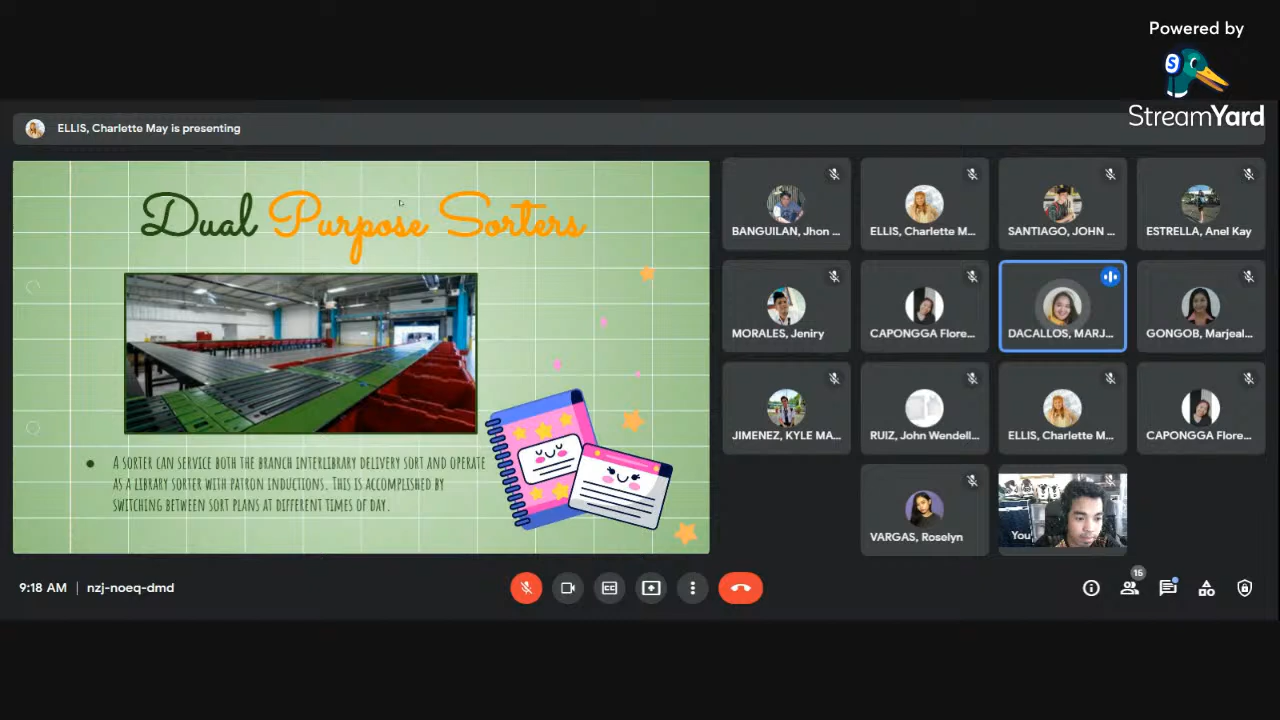 Powered by
StreamYard
ELLIS, Charlette May is presenting
Dual Purpose Sorters
A SORTER CAN SERVICE BOTH THE BRANCH INTERLIBRARY DELIVERY SORT AND OPERATE
AS A LIBRARY SORTER WITH PATRON INDUCTIONS. THIS IS ACCOMPLISHED BY
SWITCHING BETWEEN SORT PLANS AT DIFFERENT TIMES OF DAY.
BANGUILAN, Jhon ...
ELLIS, Charlette M...
SANTIAGO, JOHN ...
ESTRELLA, Anel Kay
MORALES, Jeniry
CAPONGGA Flore...
DACALLOS, MARJ...
GONGOB, Marjeal...
JIMENEZ, KYLE MA...
RUIZ, John Wendell...
ELLIS, Charlette M...
CAPONGGA Flore...
VARGAS, Roselyn
You
9:18 AM | nzj-noeq-dmd
15